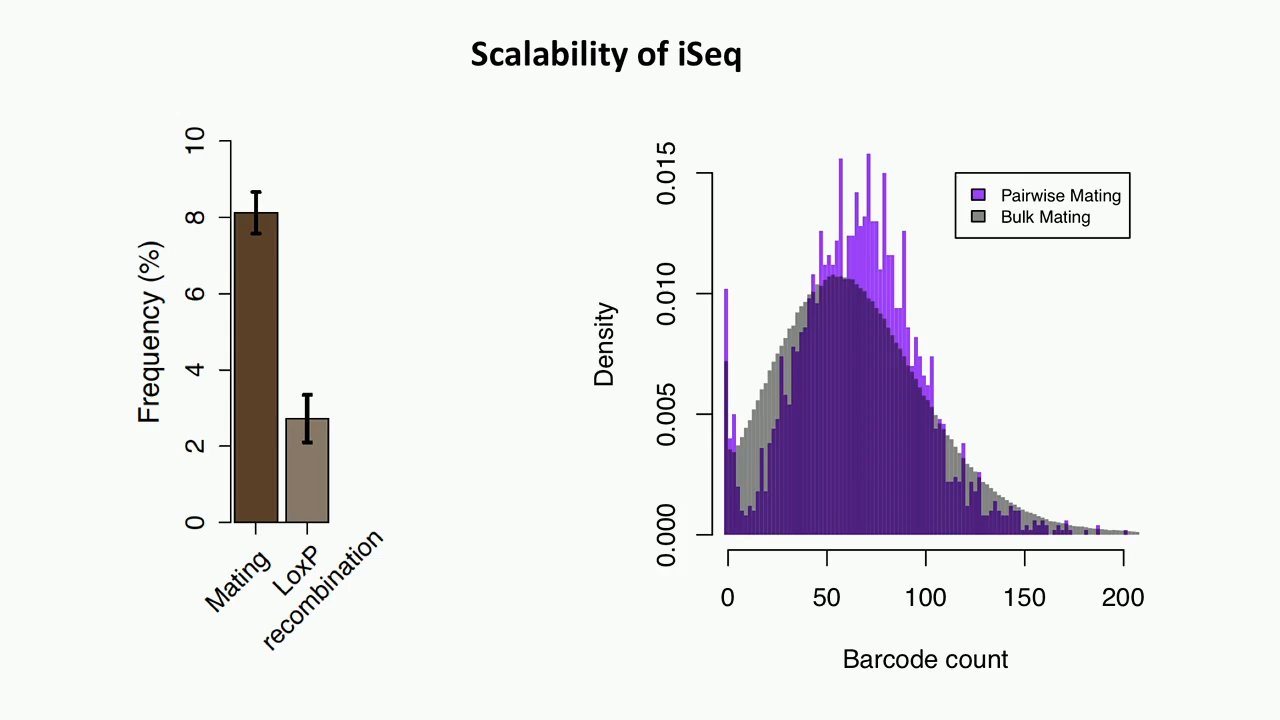 Scalability of iSeq
Frequency (%)
10
8
6
4
2
0
Mating
LoxP
recombination
Density
0.015
0.010
0.005
0.000
Pairwise Mating
Bulk Mating
0 50 100 150 200
Barcode count